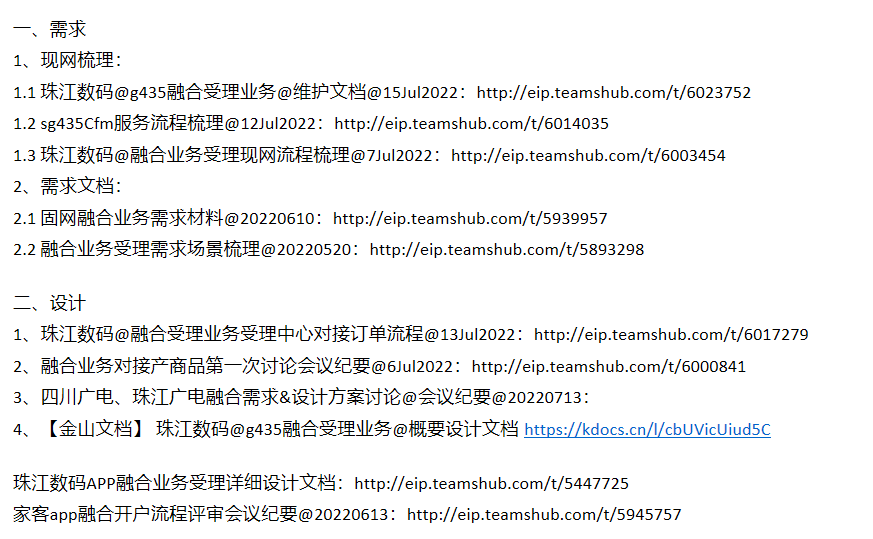 一、需求
1、现网梳理：
1.1 珠江数码@g435融合受理业务@维护文档@15Jul2022：http://eip.teamshub.com/t/6023752
1.2 sg435Cfm服务流程梳理@12Jul2022：http://eip.teamshub.com/t/6014035
1.3 珠江数码@融合业务受理现网流程梳理@7Jul2022：http://eip.teamshub.com/t/6003454
2、需求文档：
2.1 固网融合业务需求材料@20220610：http://eip.teamshub.com/t/5939957
2.2 融合业务受理需求场景梳理@20220520：http://eip.teamshub.com/t/5893298
二、设计
1、珠江数码@融合受理业务受理中心对接订单流程@13Jul2022：http://eip.teamshub.com/t/6017279
2、融合业务对接产商品第一次讨论会议纪要@6Jul2022：http://eip.teamshub.com/t/6000841
3、四川广电、珠江广电融合需求&设计方案讨论@会议纪要@20220713：
4、【金山文档】 珠江数码@g435融合受理业务@概要设计文档 https://kdocs.cn/l/cbUVicUiud5C
珠江数码APP融合业务受理详细设计文档：http://eip.teamshub.com/t/5447725
家客app融合开户流程评审会议纪要@20220613：http://eip.teamshub.com/t/5945757